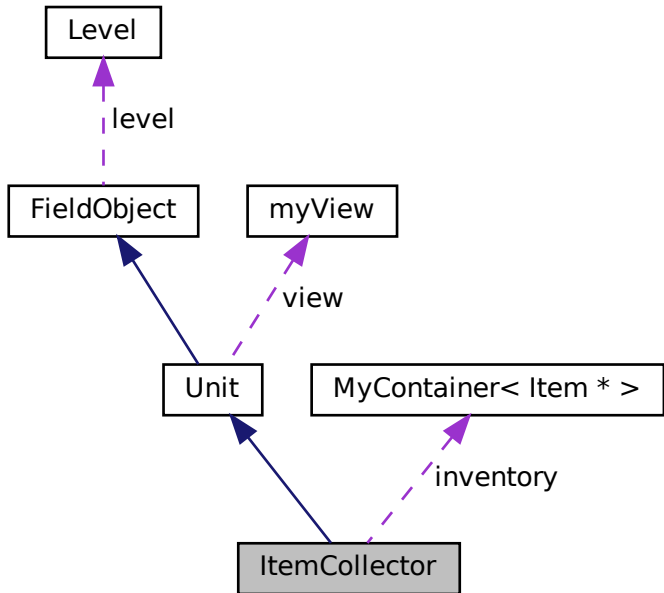 Level
level
FieldObject
myView
view
Unit
MyContainer< Item * >
inventory
ItemCollector